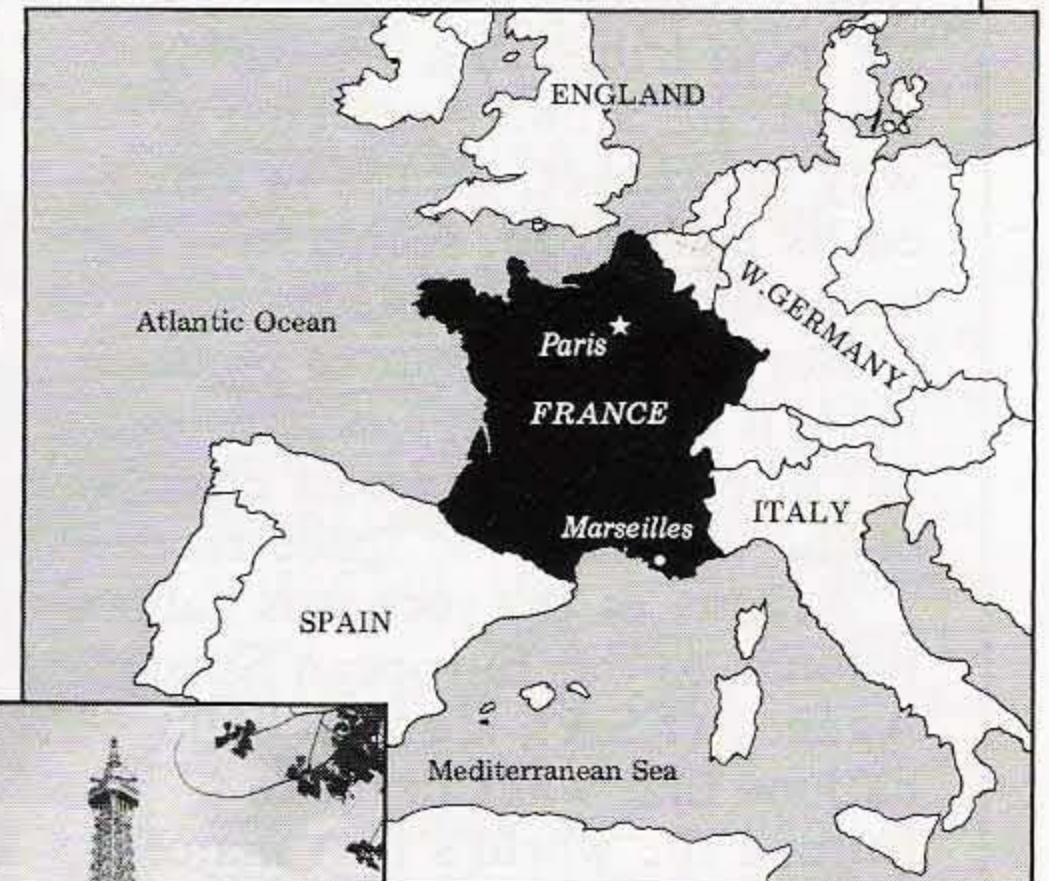 ENGLAND
W. GERMANY
Atlantic Ocean
Paris
FRANCE
ITALY
Marseilles
SPAIN
Mediterranean Sea